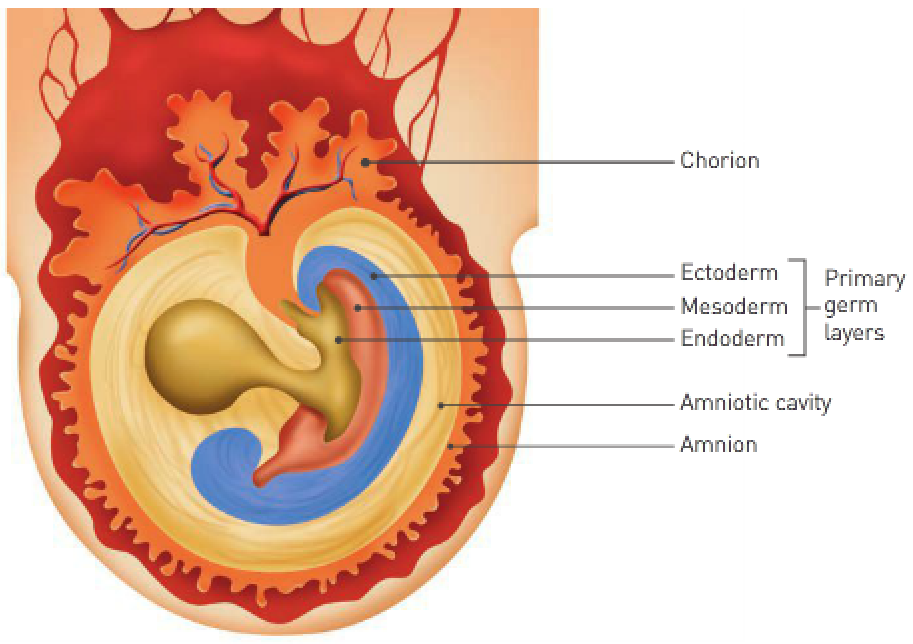 Chorion
Ectoderm
Mesoderm
Endoderm
Primary
germ
layers
Amniotic cavity
Amnion